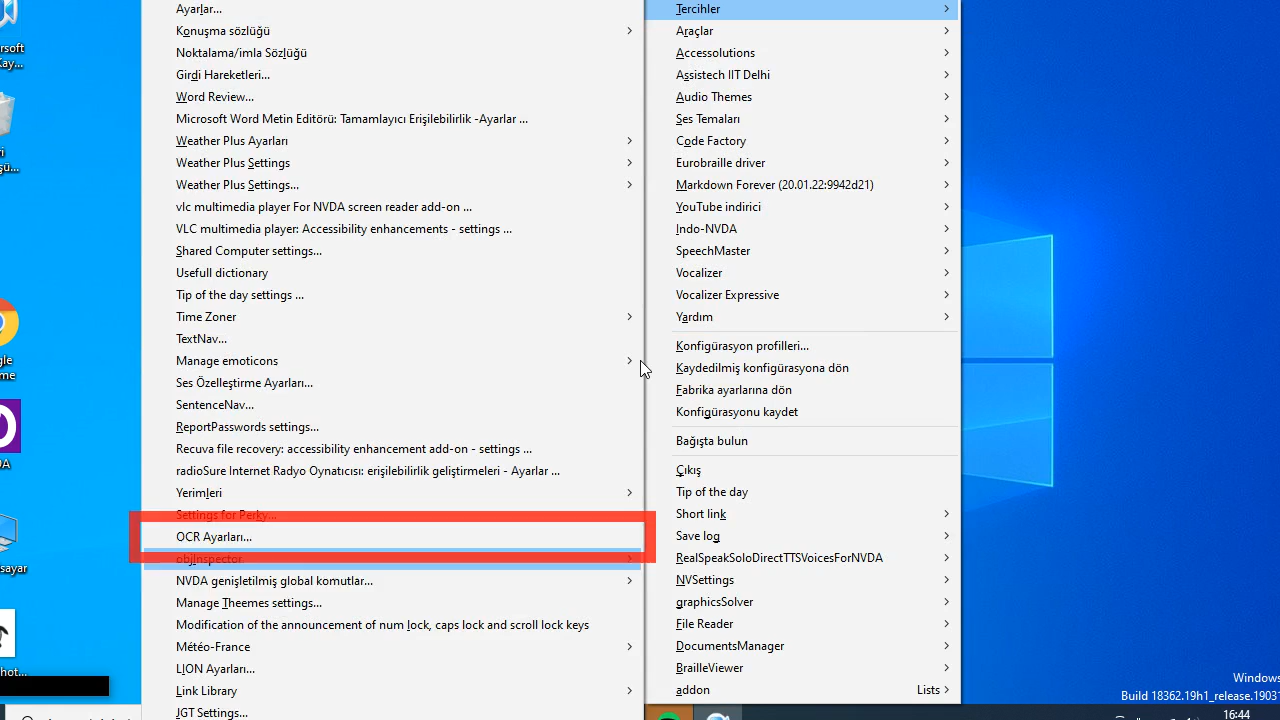 Ayarlar...
Konuşma sözlüğü
Noktalama/imla Sözlüğü
Girdi Hareketleri...
Word Review...
Microsoft Word Metin Editörü: Tamamlayıcı Erişilebilirlik -Ayarlar ...
Weather Plus Ayarları
Weather Plus Settings
Weather Plus Settings...
vlc multimedia player For NVDA screen reader add-on ...
VLC multimedia player: Accessibility enhancements - settings ...
Shared Computer settings...
Usefull dictionary
Tip of the day settings ...
Time Zoner
TextNav...
Manage emoticons
Ses Özelleştirme Ayarları...
SentenceNav...
ReportPasswords settings...
Recuva file recovery: accessibility enhancement add-on - settings ...
radioSure Internet Radyo Oynatıcısı: erişilebilirlik geliştirmeleri - Ayarlar ...
Yerimleri
Settings for Perky...
OCR Ayarları...
objInspector
NVDA genişletilmiş global komutlar...
Manage Theemes settings...
Modification of the announcement of num lock, caps lock and scroll lock keys
Météo-France
LION Ayarları...
Link Library
JGT Settings...
Tercihler
Araçlar
Accessolutions
Assistech IIT Delhi
Audio Themes
Ses Temaları
Code Factory
Eurobraille driver
Markdown Forever (20.01.22:9942d21)
YouTube indirici
Indo-NVDA
SpeechMaster
Vocalizer
Vocalizer Expressive
Yardım
Konfigürasyon profilleri...
Kaydedilmiş konfigürasyona dön
Fabrika ayarlarına dön
Konfigürasyonu kaydet
Bağışta bulun
Çıkış
Tip of the day
Short link
Save log
RealSpeakSoloDirectTTSVoicesForNVDA
NVSettings
graphicsSolver
File Reader
DocumentsManager
BrailleViewer
addon Lists
Windows
Build 18362.19h1_release.19031
16:44